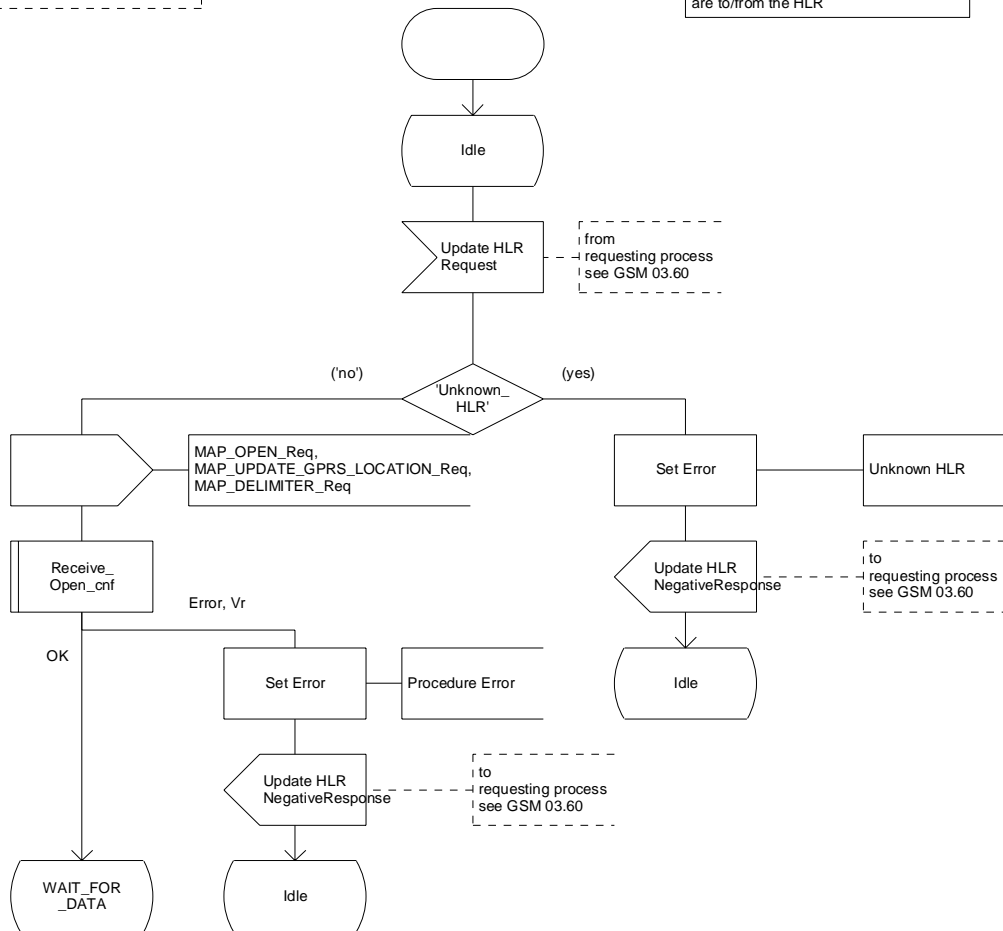 are to/from the HLR
Idle
Update HLR
Request
from
requesting process
see GSM 03.60
('no')
(yes)
'Unknown_
HLR'
MAP_OPEN_Req,
MAP_UPDATE_GPRS_LOCATION_Req,
MAP_DELIMITER_Req
Set Error
Unknown HLR
Receive_
Open_cnf
Update HLR
NegativeResponse
to
requesting process
see GSM 03.60
Error, Vr
OK
Set Error
Procedure Error
Idle
Update HLR
NegativeResponse
to
requesting process
see GSM 03.60
WAIT_FOR
_DATA
Idle